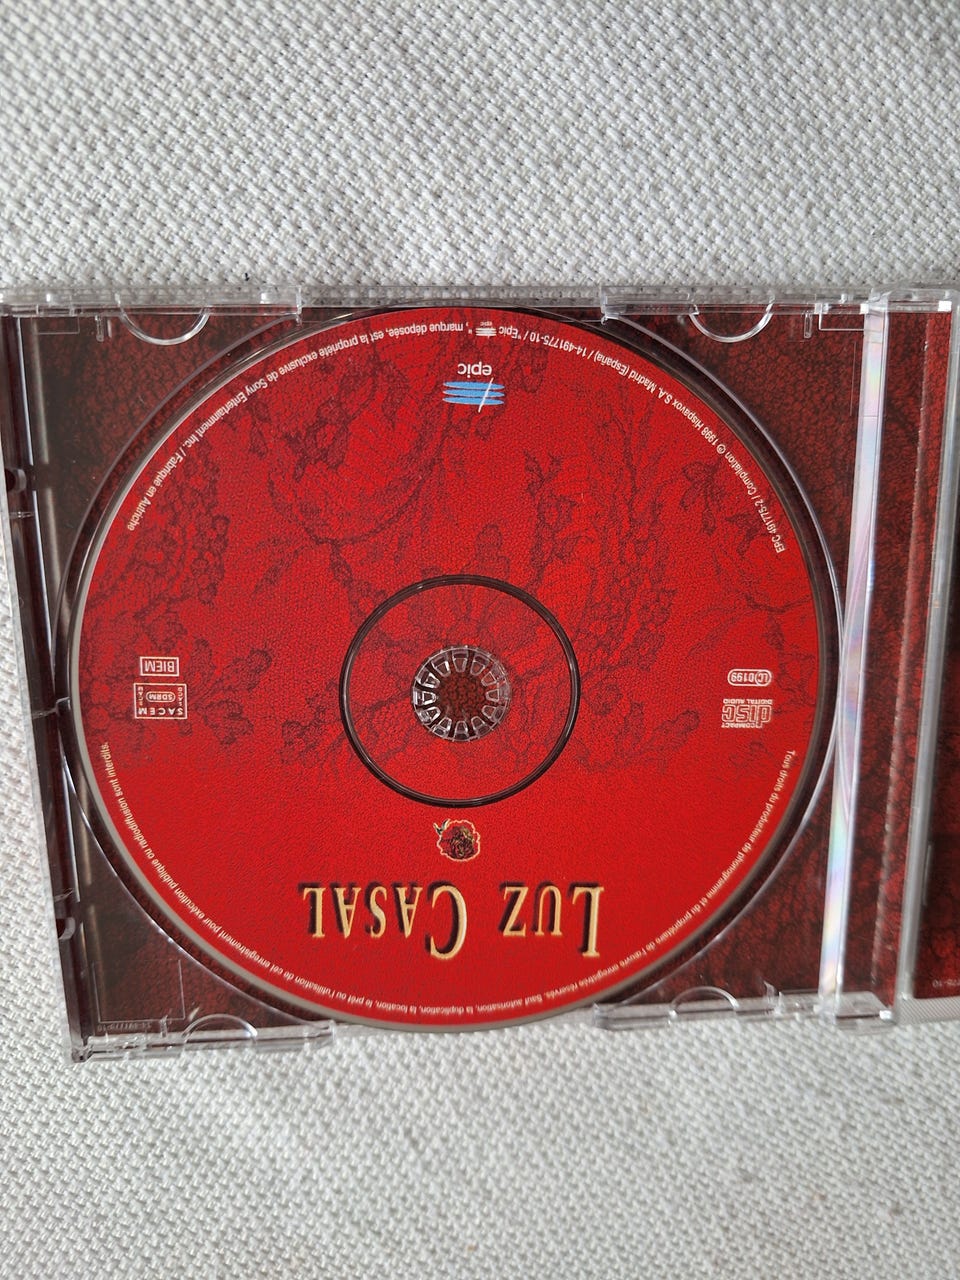 LUZ CASAL
Tous droits du producteur de phonogramme et du propriétaire de l'œuvre enregistrée réservés. Sauf autorisation, la duplication, la location, le prêt ou l'utilisation de cet enregistrement pour exécution publique ou radiodiffusion sont interdits.
COMPACT
disc
DIGITAL AUDIO
LC 0199
SACEM
SDRM
BIEM
epic
EPC 491775-2 / Compilation ℗ 1998 Hispavox S.A. Madrid (España) / 14-491775-10 / "Epic", marque déposée, est la propriété exclusive de Sony Entertainment Inc. / Fabriqué en Autriche